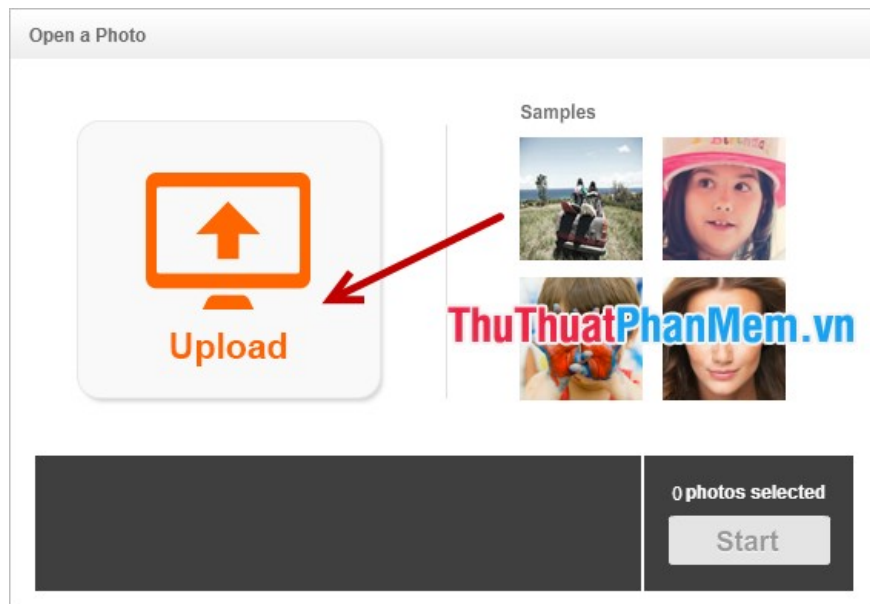 Open a Photo
Samples
Upload
ThuThuatPhanMem.vn
0 photos selected
Start